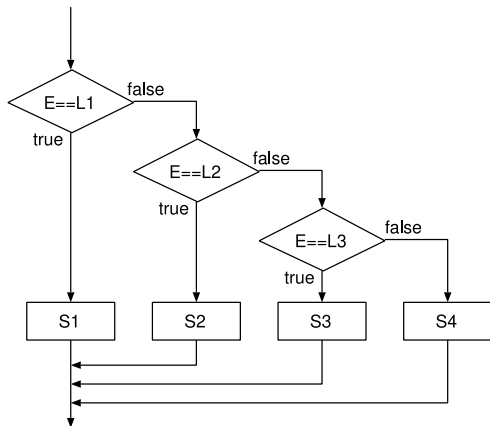 false
E==L1
true
false
E==L2
true
false
E==L3
true
S1
S2
S3
S4